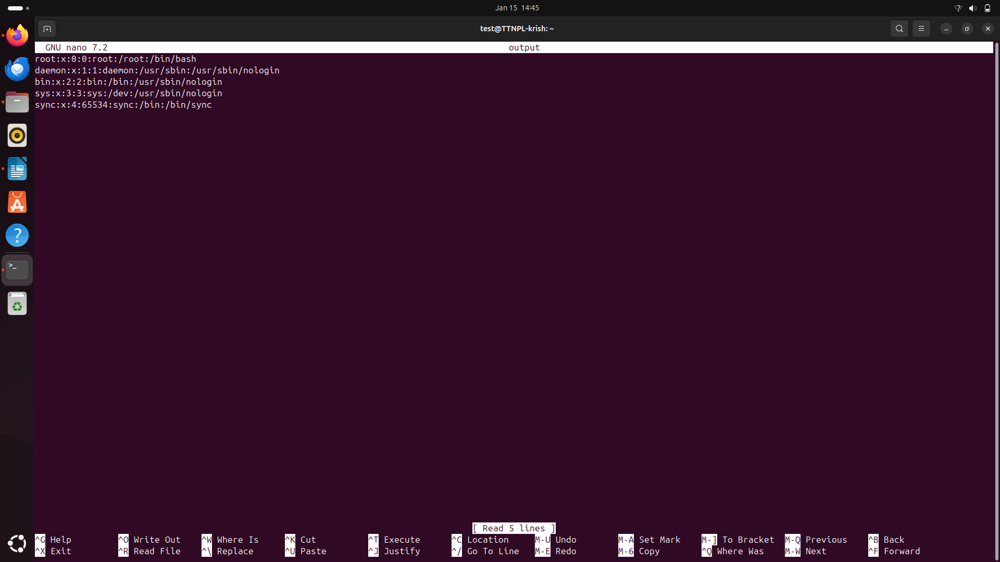 Jan 15 14:45
test@TTNPL-krish: ~
GNU nano 7.2 output
root:x:0:0:root:/root:/bin/bash
daemon:x:1:1:daemon:/usr/sbin:/usr/sbin/nologin
bin:x:2:2:bin:/bin:/usr/sbin/nologin
sys:x:3:3:sys:/dev:/usr/sbin/nologin
sync:x:4:65534:sync:/bin:/bin/sync
>_
[ Read 5 lines ]
^G Help ^O Write Out ^W Where Is ^K Cut ^T Execute ^C Location M-U Undo M-A Set Mark M-] To Bracket M-Q Previous ^B Back
^X Exit ^R Read File ^\ Replace ^U Paste ^J Justify ^/ Go To Line M-E Redo M-6 Copy ^Q Where Was M-W Next ^F Forward